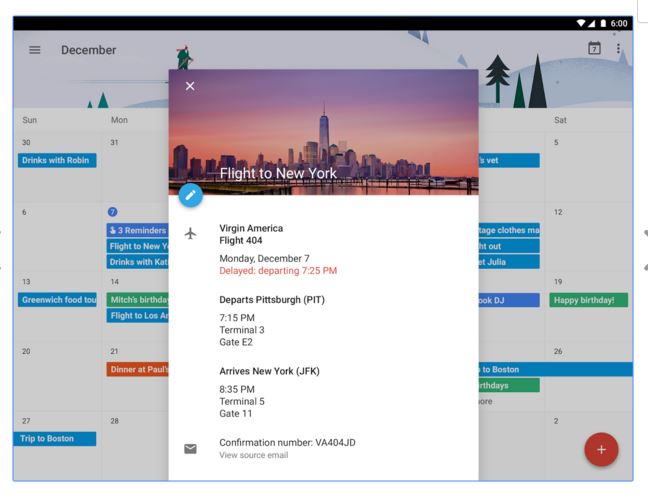 6:00
December
7
Sun
Mon
Sat
30
31
5
Drinks with Robin
's vet
Flight to New York
6
7
12
3 Reminders
tage clothes ma
Flight to New Y
ht out
Drinks with Kat
et Julia
Virgin America
Flight 404
Monday, December 7
Delayed: departing 7:25 PM
13
14
19
Greenwich food tou
Mitch's birthday
ook DJ
Happy birthday!
Flight to Los An
Departs Pittsburgh (PIT)
7:15 PM
Terminal 3
Gate E2
20
21
26
Dinner at Paul's
to Boston
rthdays
ore
Arrives New York (JFK)
8:35 PM
Terminal 5
Gate 11
27
28
2
Trip to Boston
Confirmation number: VA404JD
View source email